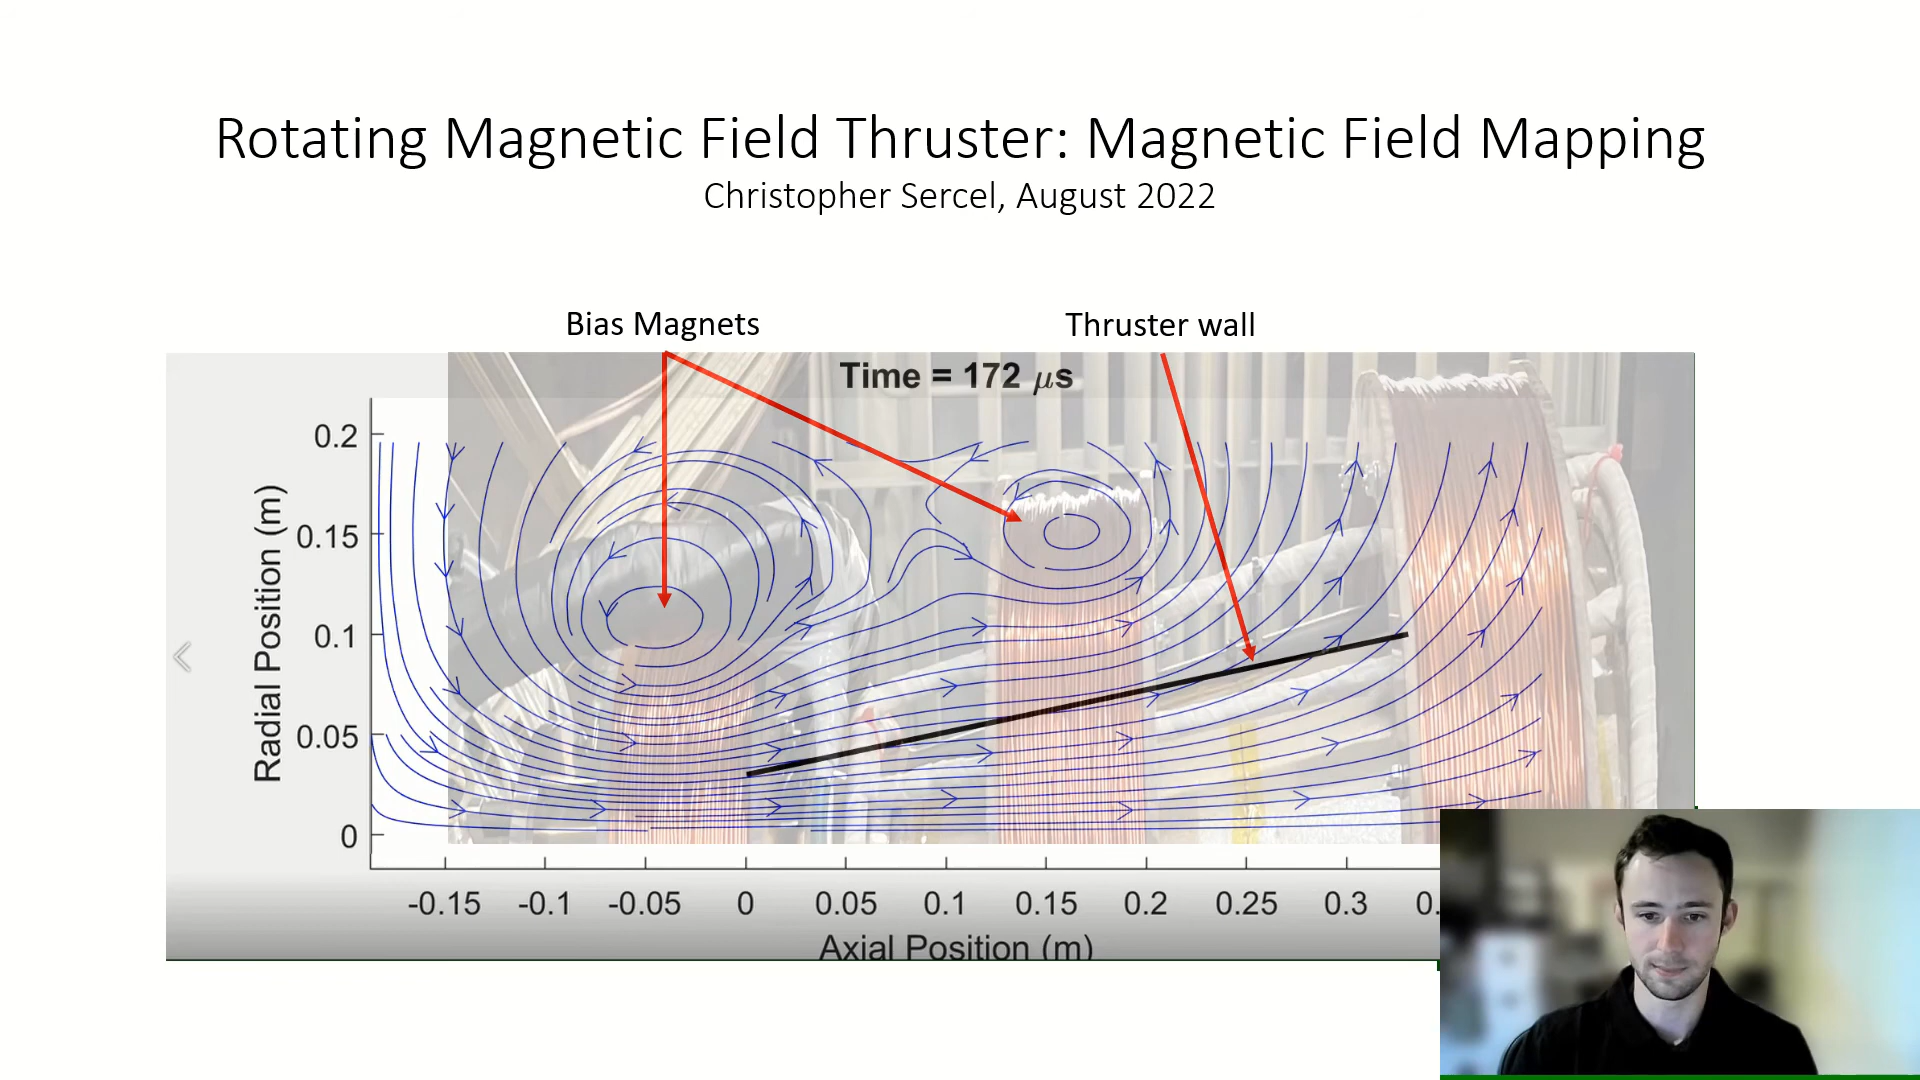 Rotating Magnetic Field Thruster: Magnetic Field Mapping
Christopher Sercel, August 2022
Bias Magnets
Thruster wall
Time = 172 μs
Radial Position (m)
0.2
0.15
0.1
0.05
0
-0.15 -0.1 -0.05 0 0.05 0.1 0.15 0.2 0.25 0.3
Axial Position (m)